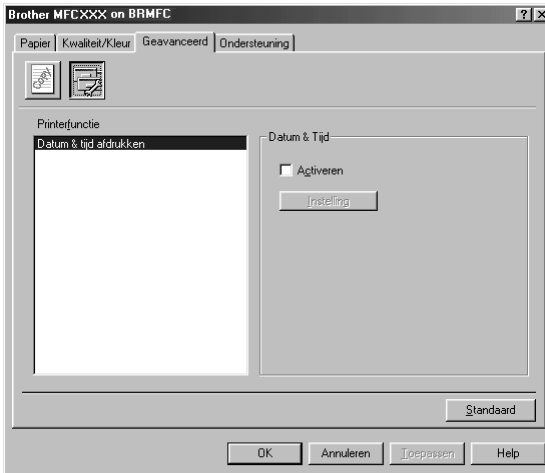 Brother MFCXXX on BRMFC
Papier Kwaliteit/Kleur Geavanceerd Ondersteuning
COPY
Printerfunctie
Datum & tijd afdrukken
Datum & Tijd
Activeren
Instelling
Standaard
OK Annuleren Toepassen Help